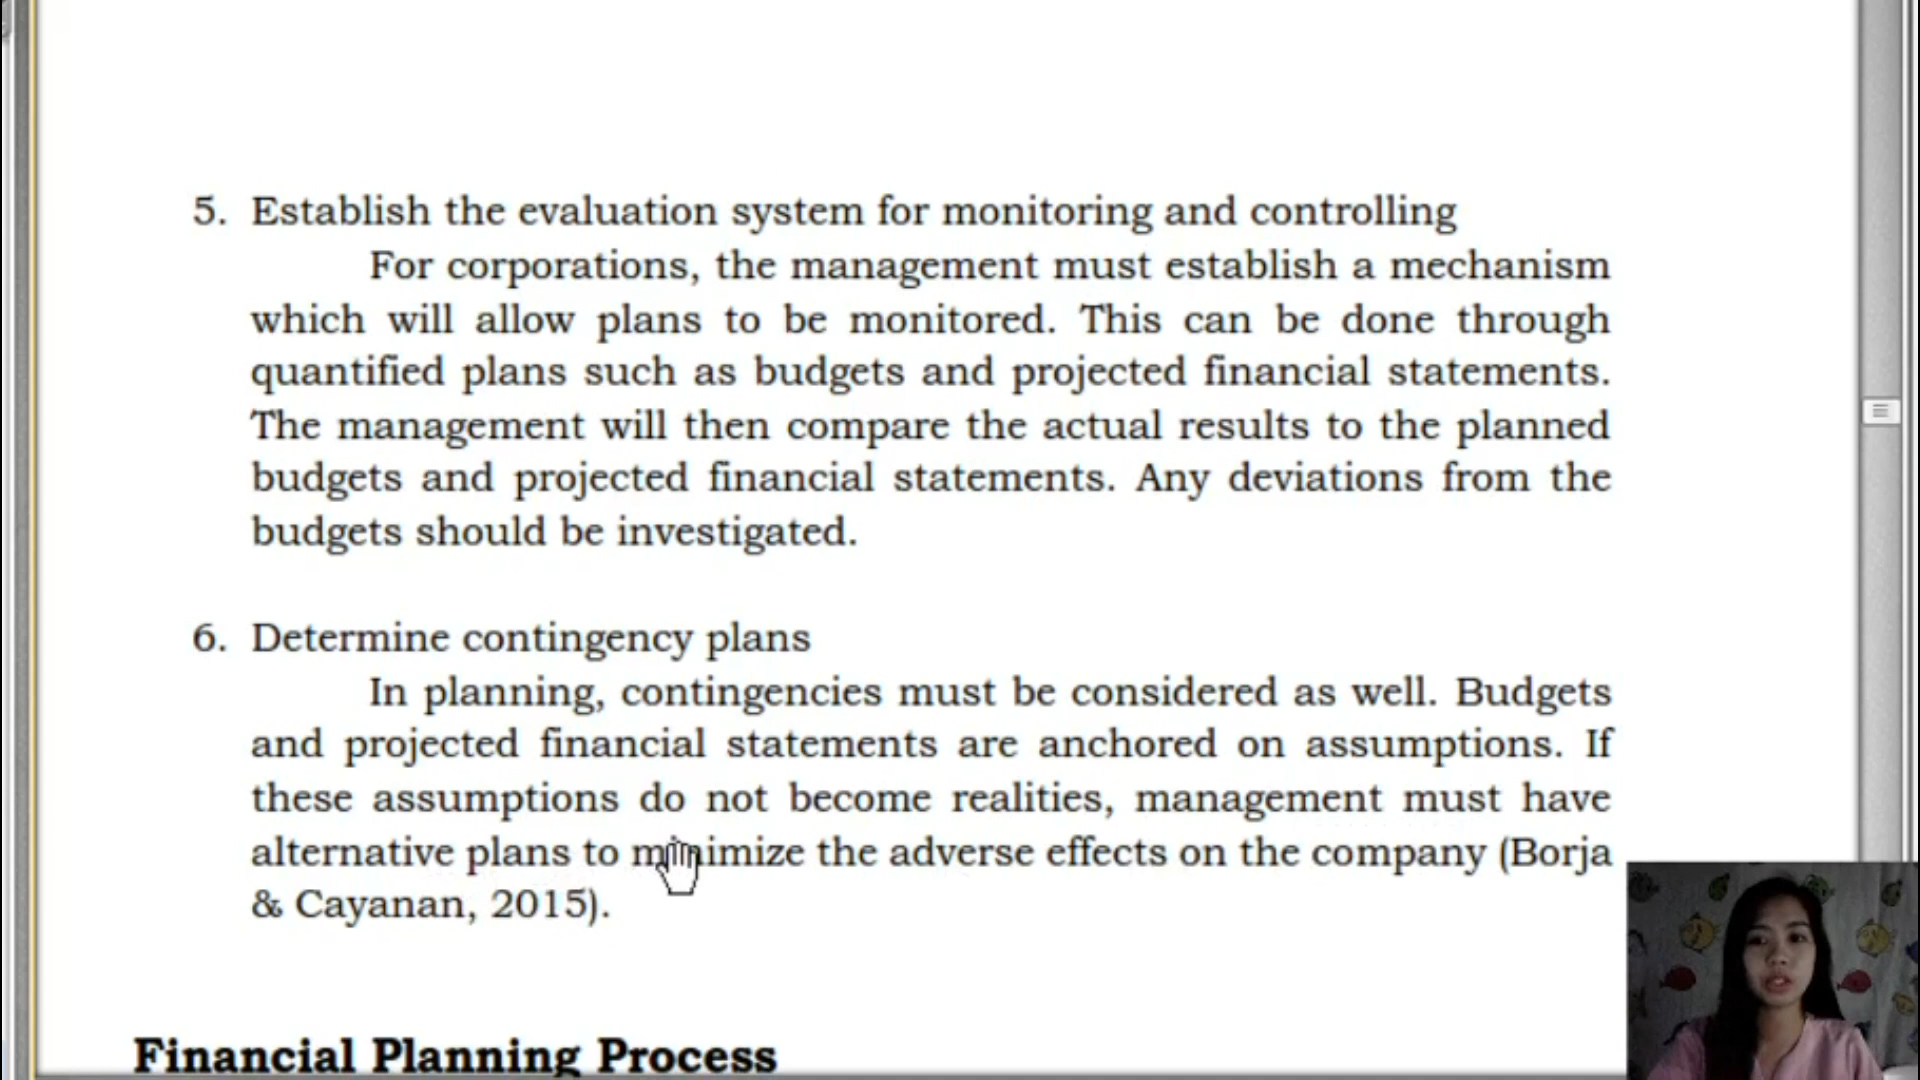 5. Establish the evaluation system for monitoring and controlling
For corporations, the management must establish a mechanism
which will allow plans to be monitored. This can be done through
quantified plans such as budgets and projected financial statements.
The management will then compare the actual results to the planned
budgets and projected financial statements. Any deviations from the
budgets should be investigated.
6. Determine contingency plans
In planning, contingencies must be considered as well. Budgets
and projected financial statements are anchored on assumptions. If
these assumptions do not become realities, management must have
alternative plans to minimize the adverse effects on the company (Borja
& Cayanan, 2015).
Financial Planning Process